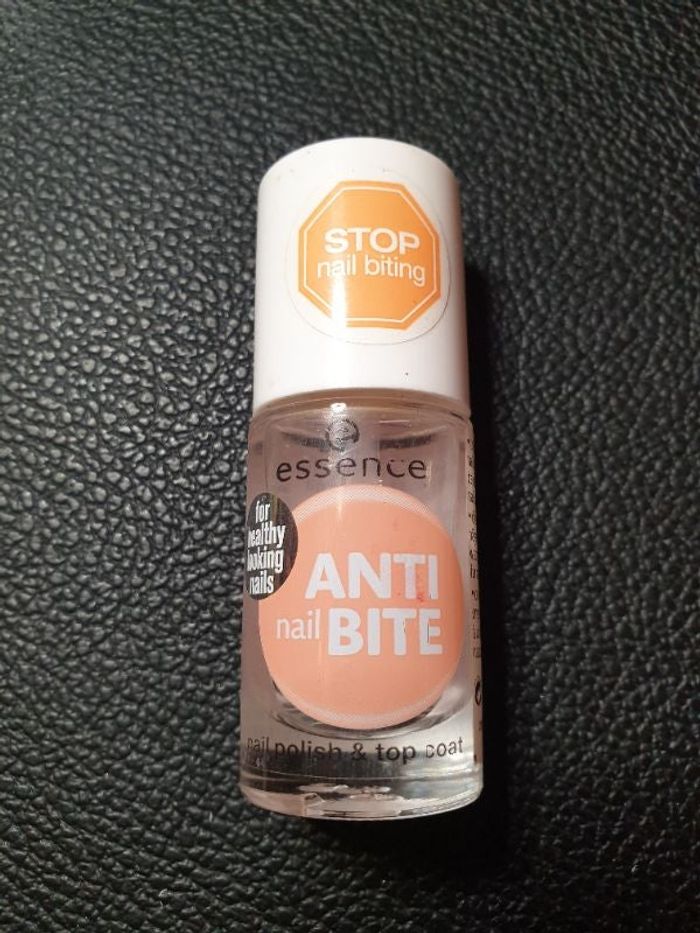 STOP
nail biting
essence
for
healthy
looking
nails
ANTI
nail BITE
nail polish & top coat